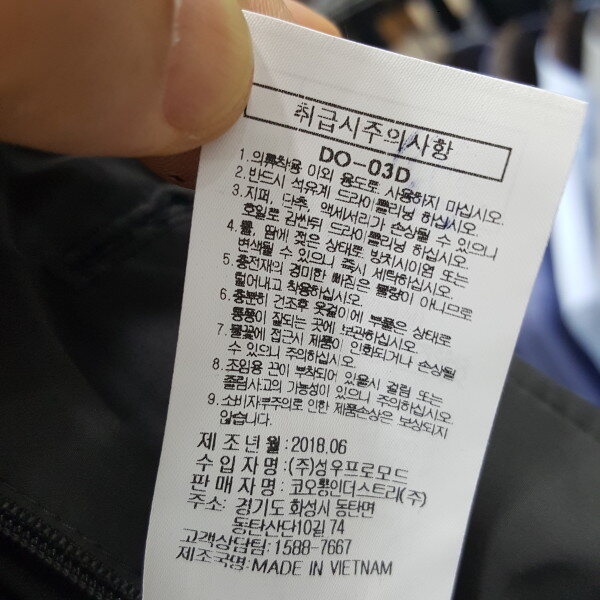 취급시주의사항
DO-03D
1. 의류착용 이외 용도로 사용하지 마십시오.
2. 반드시 석유계 드라이클리닝 하십시오.
3. 지퍼, 단추, 액세서리가 손상될 수 있으니
호일로 감싼뒤 드라이클리닝 하십시오.
4. 물, 땀에 젖은 상태로 방치시이염 또는
변색될 수 있으니 즉시 세탁하십시오.
5. 충전재의 경미한 빠짐은 불량이 아니므로
털어내고 착용하십시오.
6. 충분히 건조후 옷걸이에 부풀은 상태로
통풍이 잘되는 곳에 보관하십시오.
7. 불꽃에 접근시 제품이 인화되거나 손상될
수 있으니 주의하십시오.
8. 조임용 끈이 부착되어 있을시 걸림 또는
졸림사고의 가능성이 있으니 주의하십시오.
9. 소비자부주의로 인한 제품손상은 보상되지
않습니다.
제 조 년 월 : 2018.06
수 입 자 명 : (주)성우프로모드
판 매 자 명 : 코오롱인더스트리(주)
주소: 경기도 화성시 동탄면
동탄산단10길 74
고객상담팀: 1588-7667
제조국명: MADE IN VIETNAM